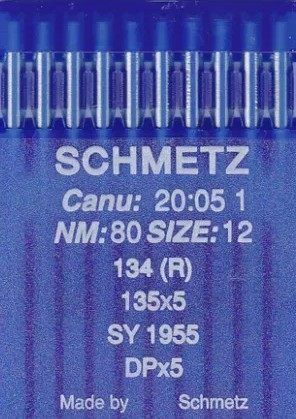 SCHMETZ
Canu: 20:05 1
NM: 80 SIZE: 12
134 (R)
135x5
SY 1955
DPx5
Made by Schmetz